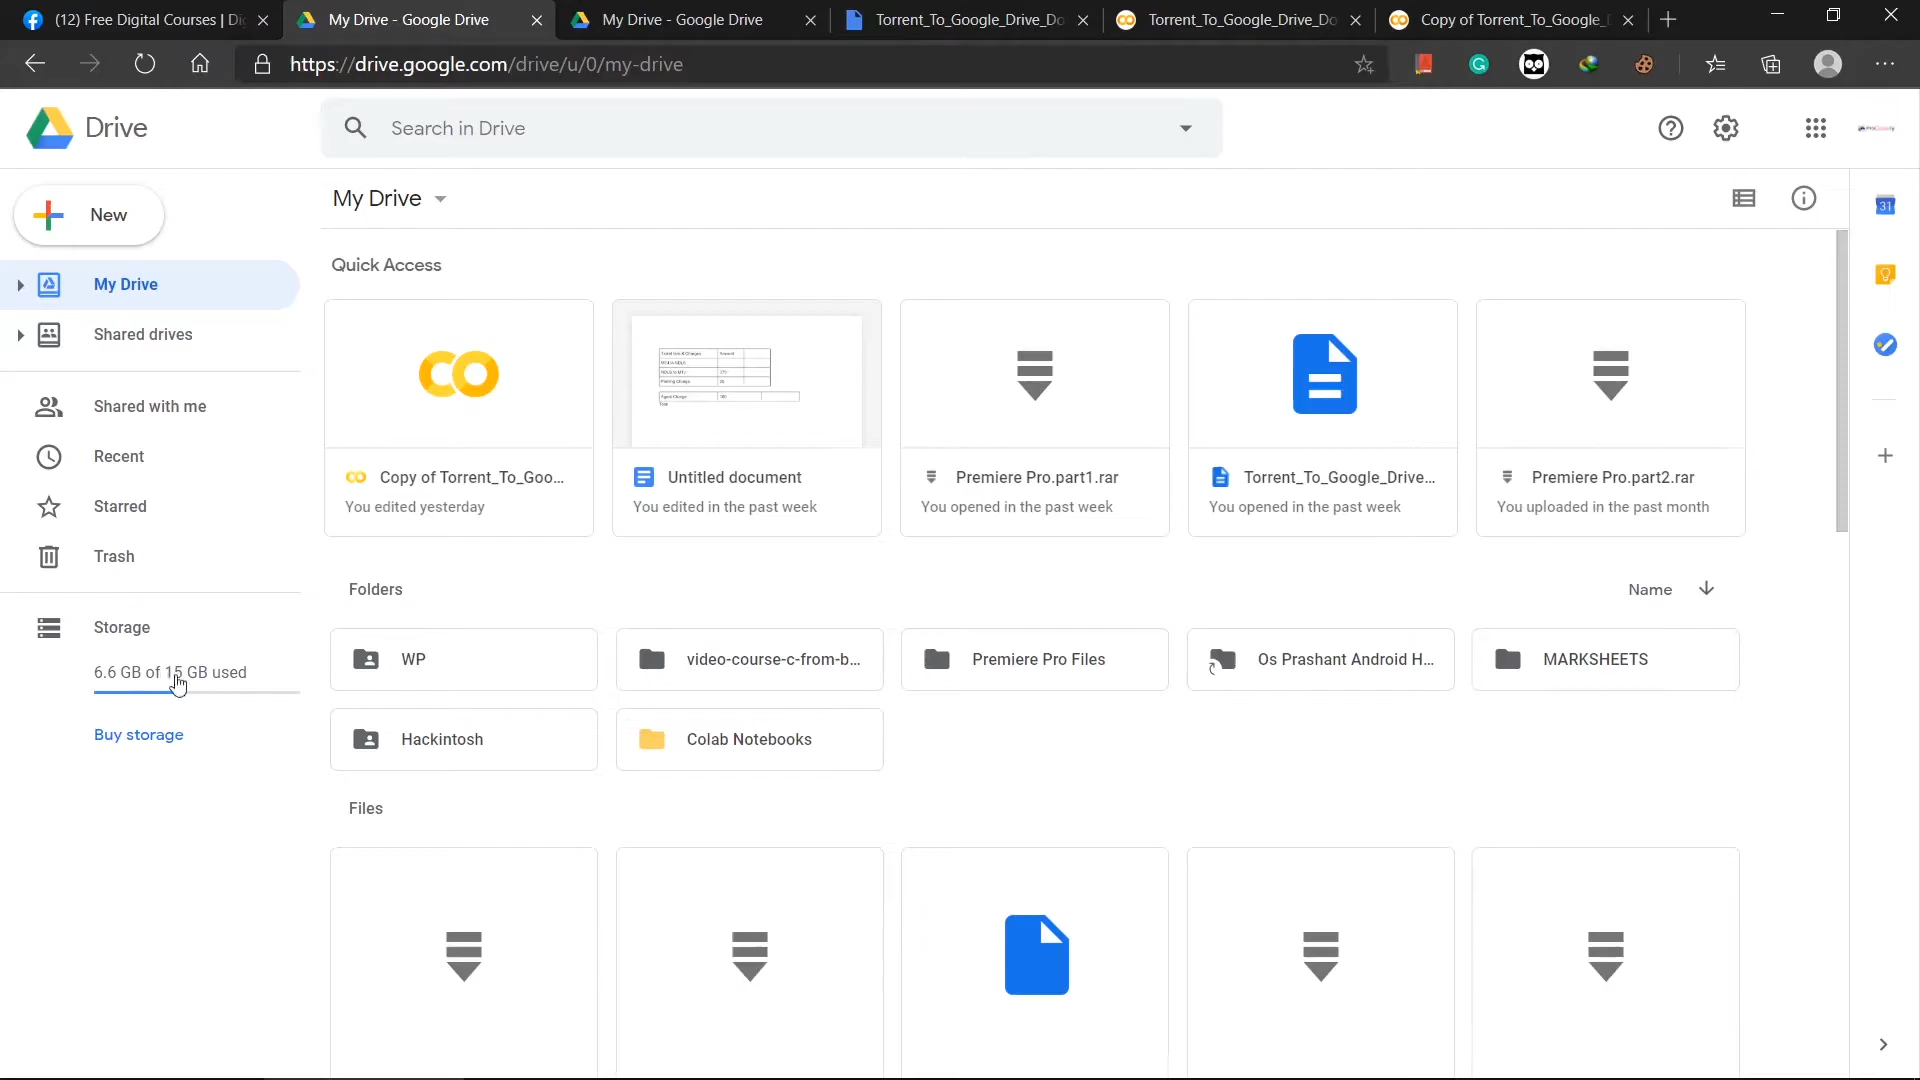 (12) Free Digital Courses | Di
My Drive - Google Drive
My Drive - Google Drive
Torrent_To_Google_Drive_Do
Torrent_To_Google_Drive_Do
Copy of Torrent_To_Google_D
https://drive.google.com/drive/u/0/my-drive
Drive
Search in Drive
New
My Drive
Shared drives
Shared with me
Recent
Starred
Trash
Storage
6.6 GB of 15 GB used
Buy storage
My Drive
31
Quick Access
Copy of Torrent_To_Goo...
You edited yesterday
Untitled document
You edited in the past week
Premiere Pro.part1.rar
You opened in the past week
Torrent_To_Google_Drive...
You opened in the past week
Premiere Pro.part2.rar
You uploaded in the past month
Folders
Name
WP
video-course-c-from-b...
Premiere Pro Files
Os Prashant Android H...
MARKSHEETS
Hackintosh
Colab Notebooks
Files